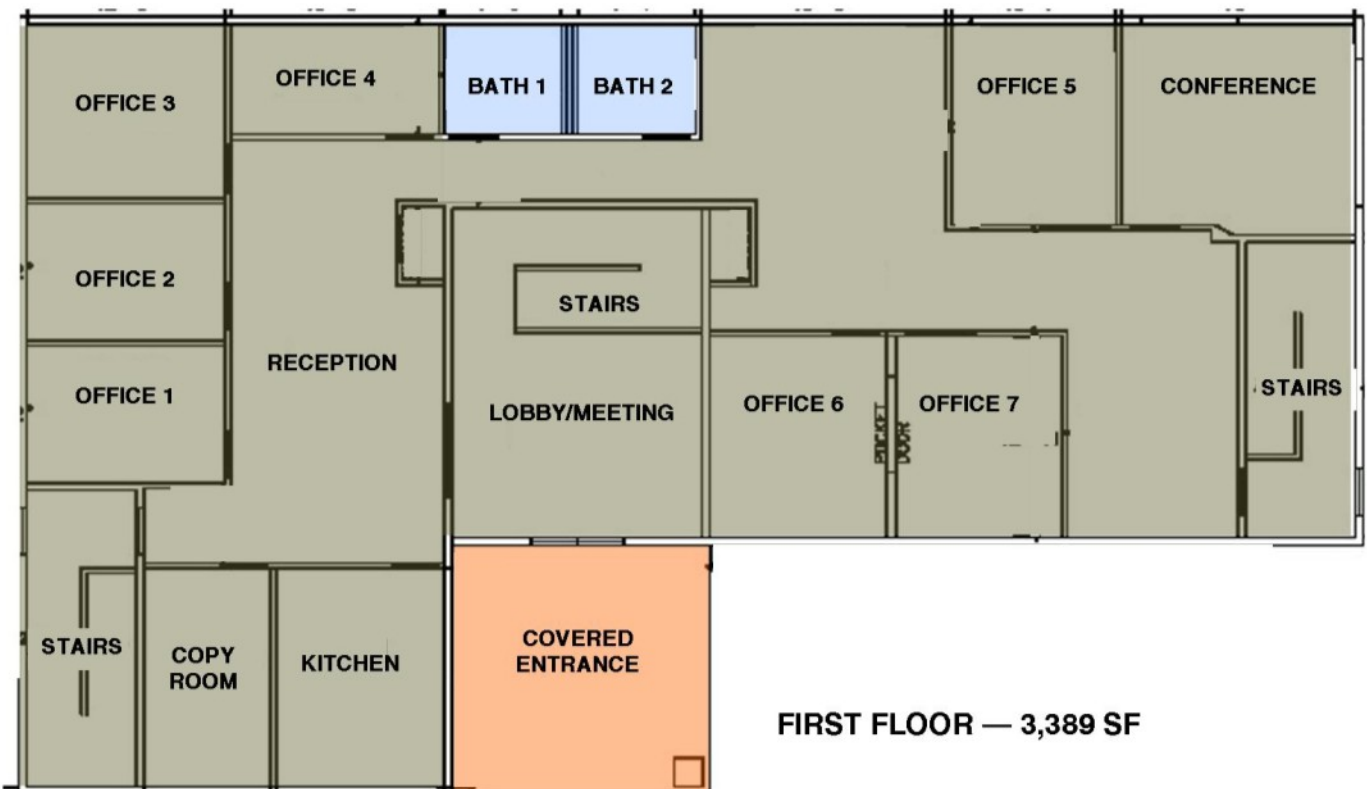 OFFICE 3
OFFICE 4
BATH 1
BATH 2
OFFICE 5
CONFERENCE
OFFICE 2
STAIRS
RECEPTION
OFFICE 1
LOBBY/MEETING
OFFICE 6
POCKET
DOOR
OFFICE 7
STAIRS
STAIRS
COPY
ROOM
KITCHEN
COVERED
ENTRANCE
FIRST FLOOR — 3,389 SF